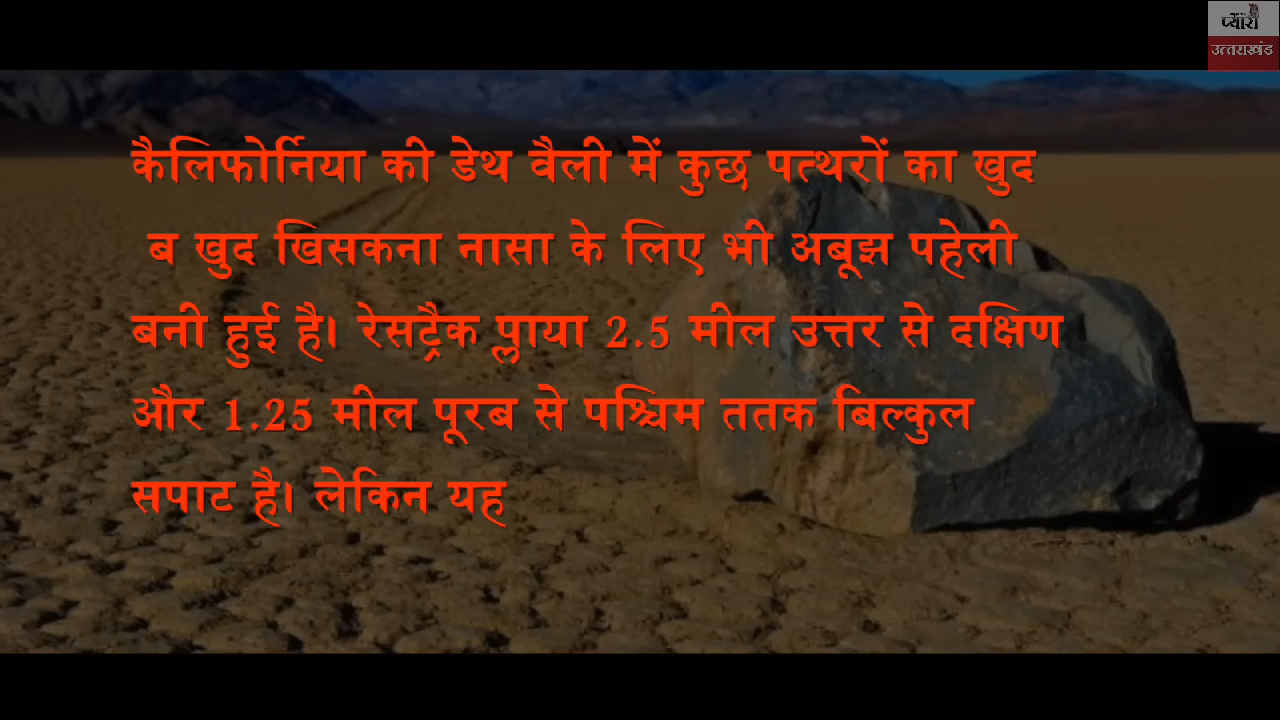 प्यारा
उत्तराखंड
कैलिफोर्निया की डेथ वैली में कुछ पत्थरों का खुद
ब खुद खिसकना नासा के लिए भी अबूझ पहेली
बनी हुई है। रेसट्रैक प्लाया 2.5 मील उत्तर से दक्षिण
और 1.25 मील पूरब से पश्चिम ततक बिल्कुल
सपाट है। लेकिन यह